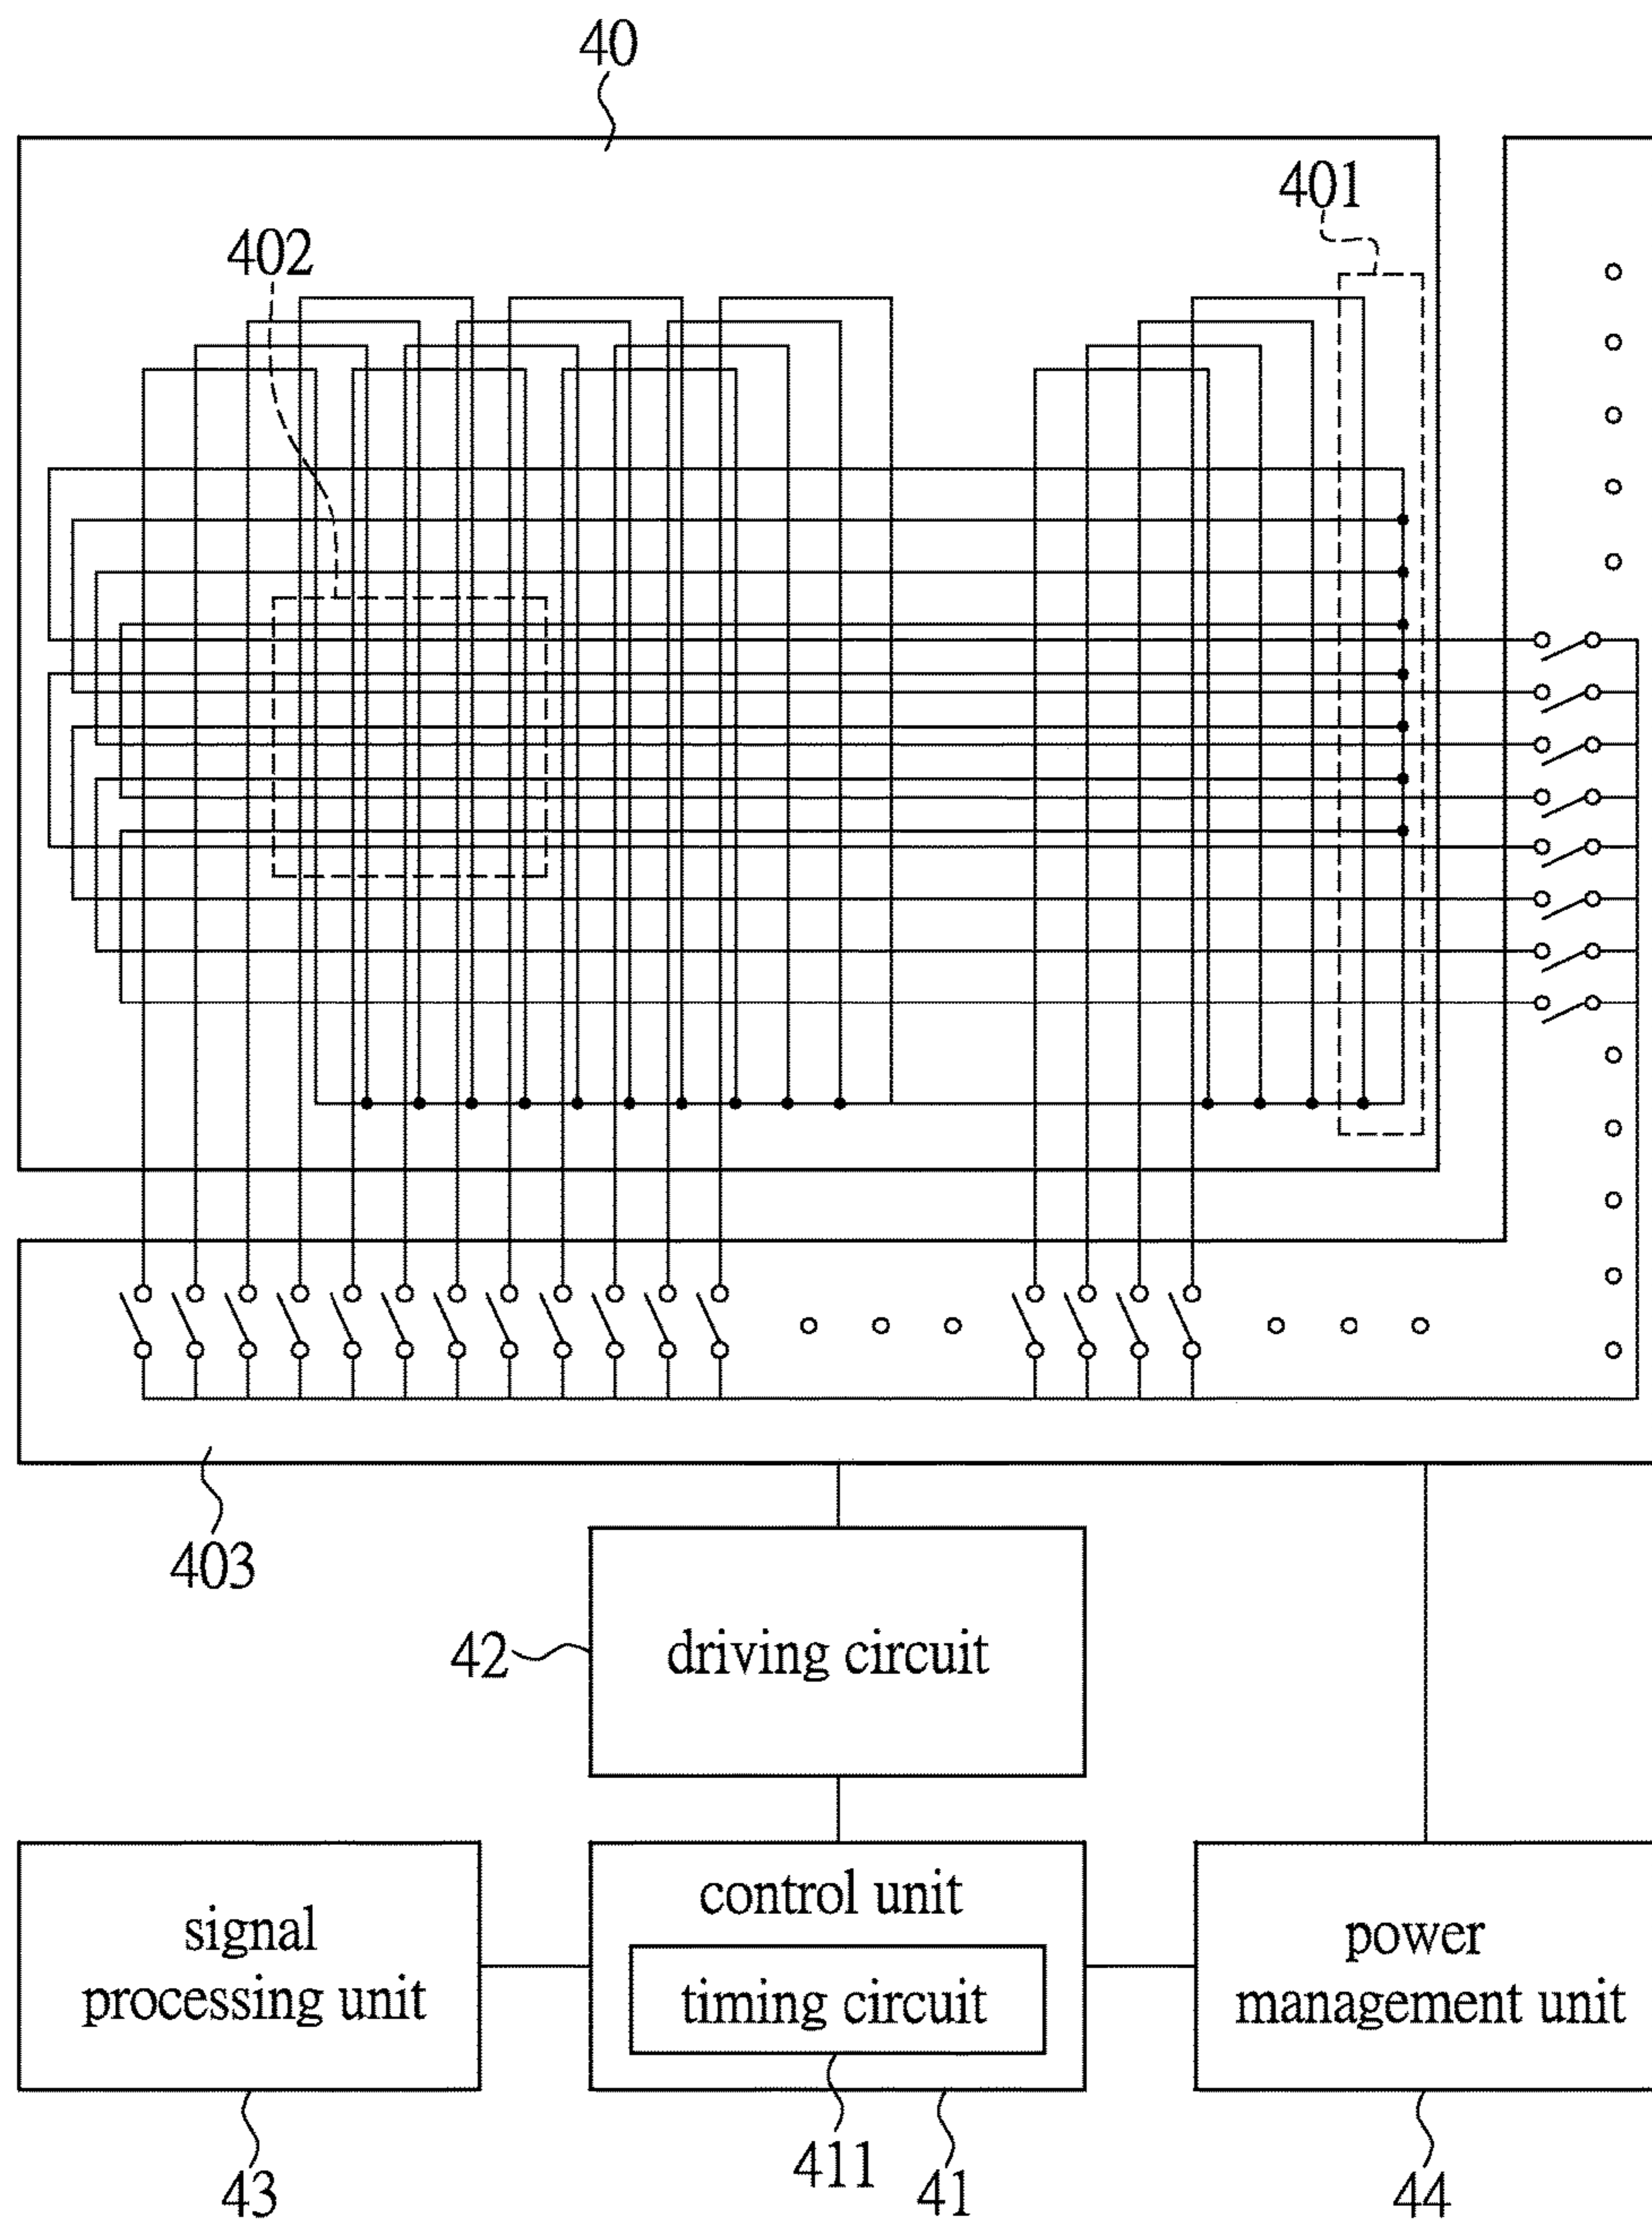 40
401
402
403
42
driving circuit
control unit
signal
processing unit
timing circuit
power
management unit
411
41
43
44